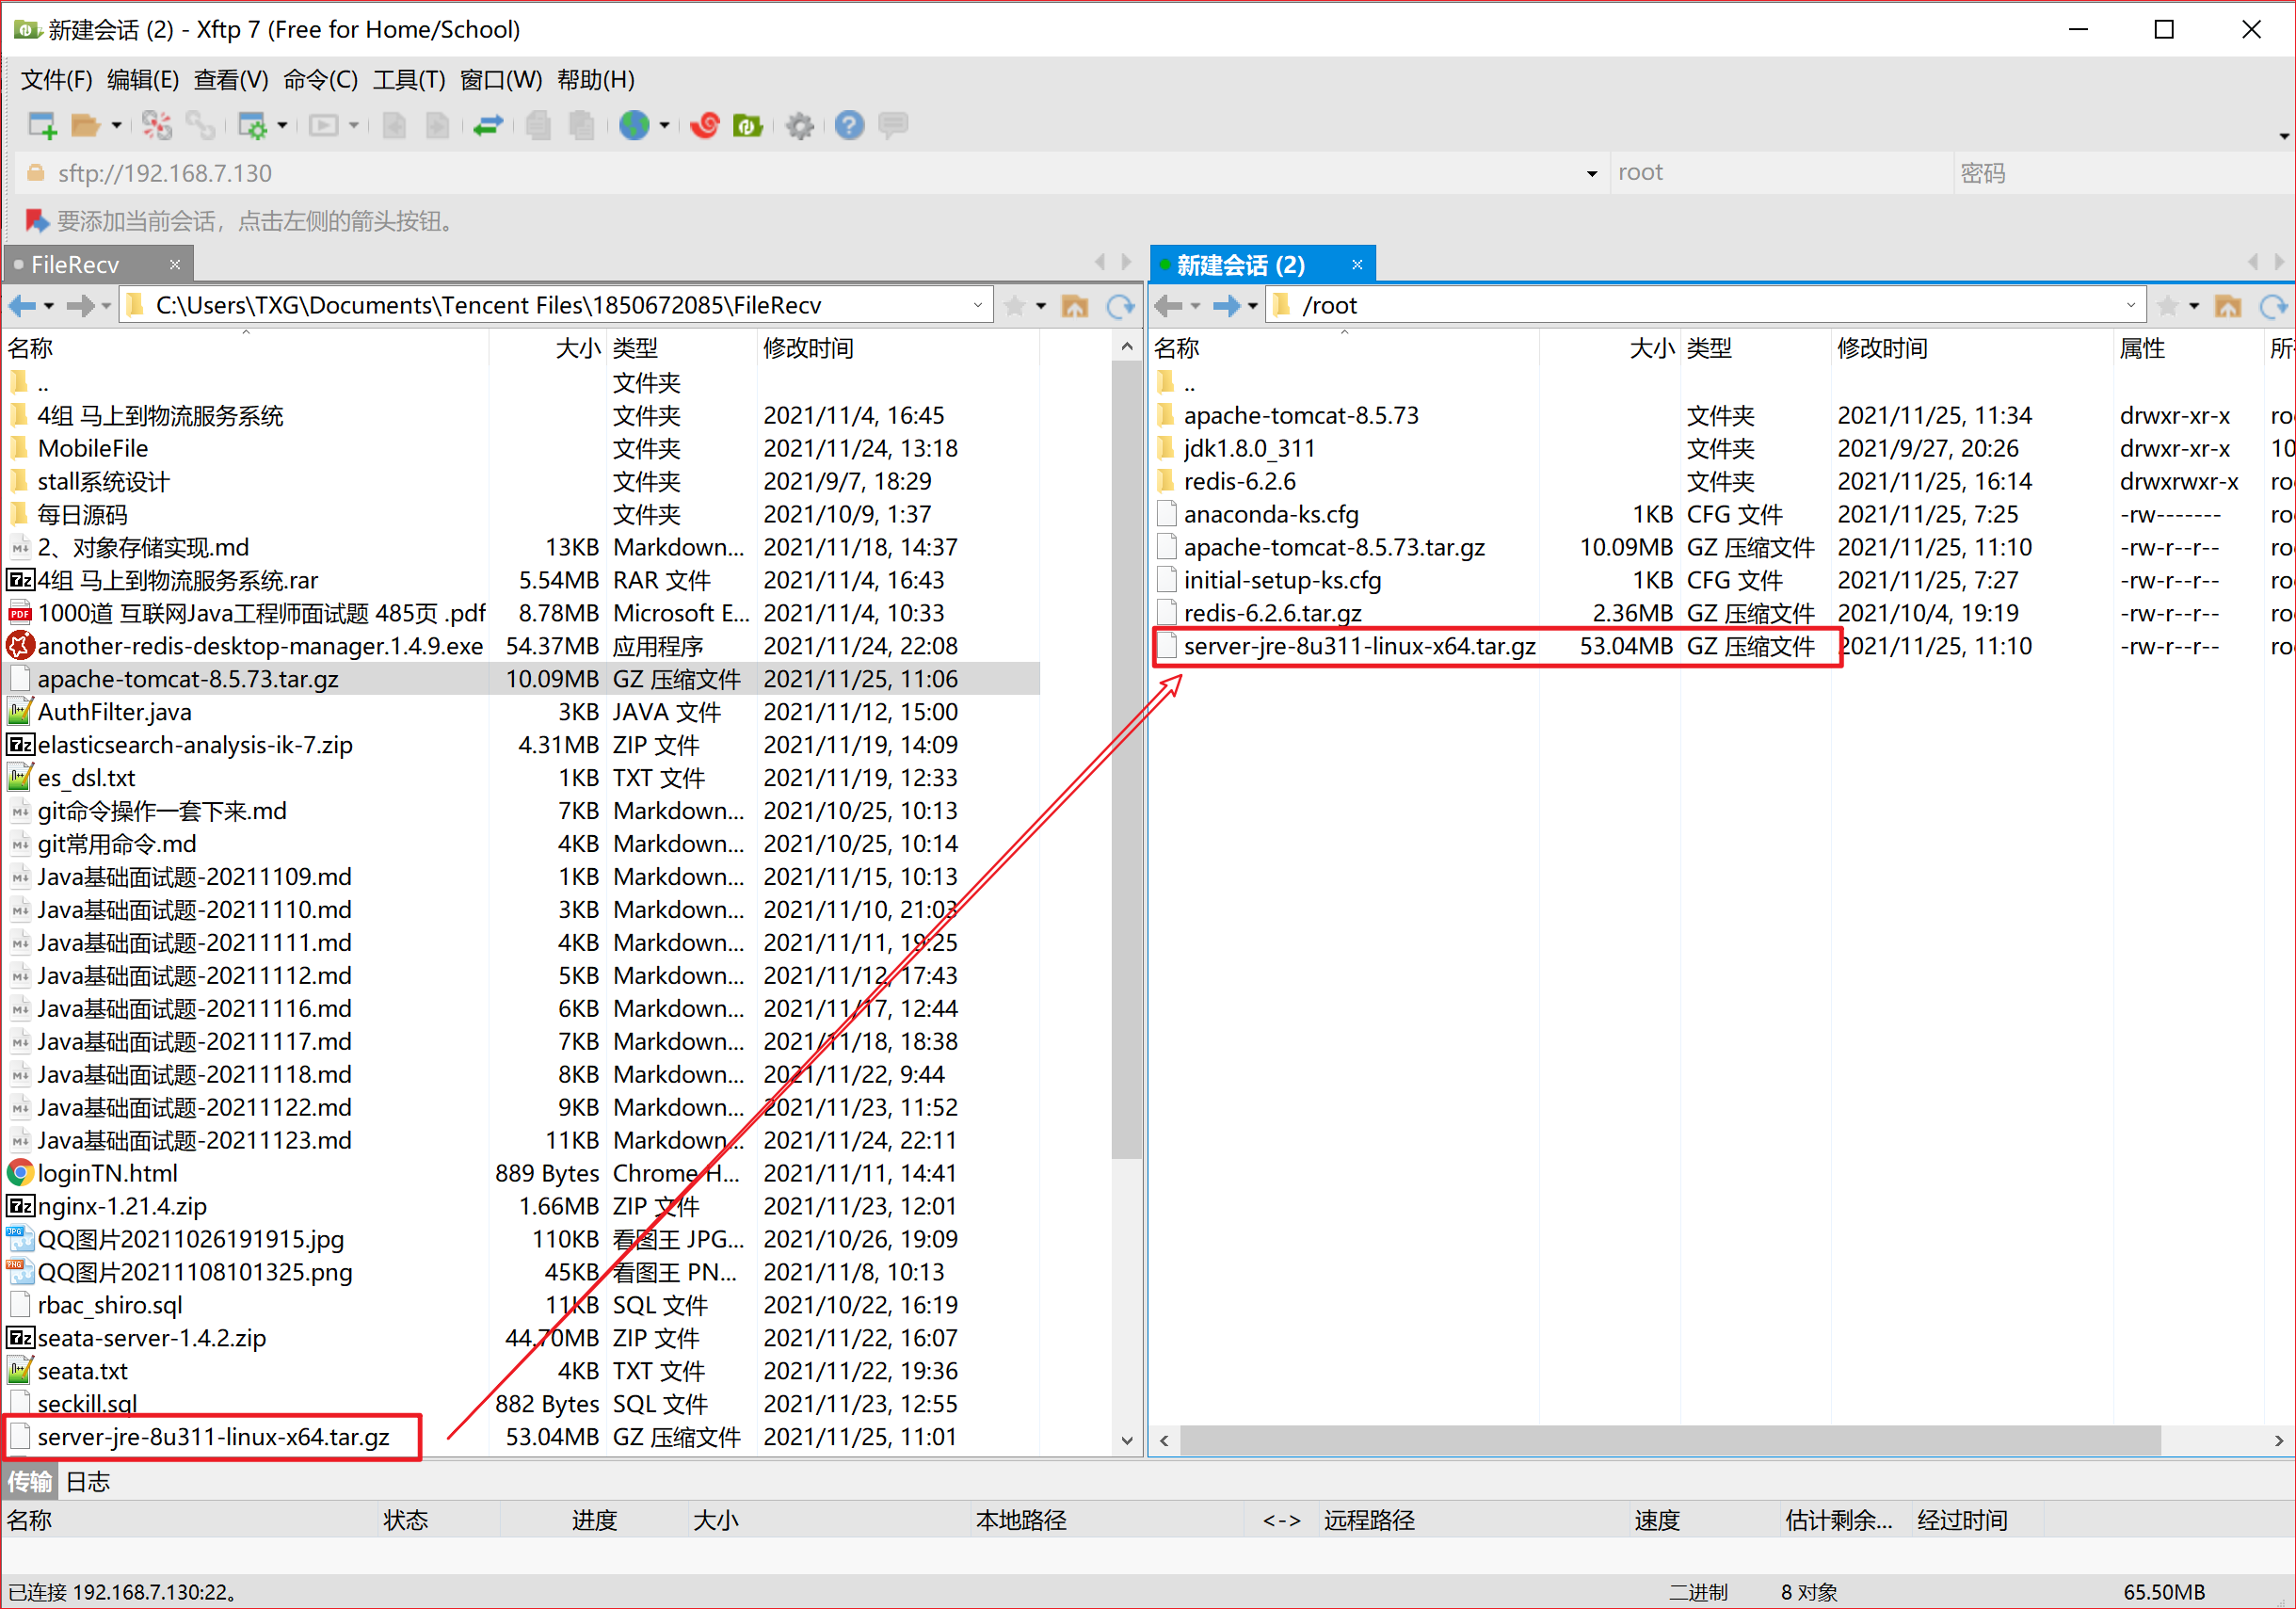 新建会话 (2) - Xftp 7 (Free for Home/School)
文件(F) 编辑(E) 查看(V) 命令(C) 工具(T) 窗口(W) 帮助(H)
sftp://192.168.7.130 root 密码
要添加当前会话，点击左侧的箭头按钮。
FileRecv
C:\Users\TXG\Documents\Tencent Files\1850672085\FileRecv
名称 大小 类型 修改时间
.. 文件夹
4组 马上到物流服务系统 文件夹 2021/11/4, 16:45
MobileFile 文件夹 2021/11/24, 13:18
stall系统设计 文件夹 2021/9/7, 18:29
每日源码 文件夹 2021/10/9, 1:37
2、对象存储实现.md 13KB Markdown... 2021/11/18, 14:37
4组 马上到物流服务系统.rar 5.54MB RAR 文件 2021/11/4, 16:43
1000道 互联网Java工程师面试题 485页 .pdf 8.78MB Microsoft E... 2021/11/4, 10:33
another-redis-desktop-manager.1.4.9.exe 54.37MB 应用程序 2021/11/24, 22:08
apache-tomcat-8.5.73.tar.gz 10.09MB GZ 压缩文件 2021/11/25, 11:06
AuthFilter.java 3KB JAVA 文件 2021/11/12, 15:00
elasticsearch-analysis-ik-7.zip 4.31MB ZIP 文件 2021/11/19, 14:09
es_dsl.txt 1KB TXT 文件 2021/11/19, 12:33
git命令操作一套下来.md 7KB Markdown... 2021/10/25, 10:13
git常用命令.md 4KB Markdown... 2021/10/25, 10:14
Java基础面试题-20211109.md 1KB Markdown... 2021/11/15, 10:13
Java基础面试题-20211110.md 3KB Markdown... 2021/11/10, 21:03
Java基础面试题-20211111.md 4KB Markdown... 2021/11/11, 19:25
Java基础面试题-20211112.md 5KB Markdown... 2021/11/12, 17:43
Java基础面试题-20211116.md 6KB Markdown... 2021/11/17, 12:44
Java基础面试题-20211117.md 7KB Markdown... 2021/11/18, 18:38
Java基础面试题-20211118.md 8KB Markdown... 2021/11/22, 9:44
Java基础面试题-20211122.md 9KB Markdown... 2021/11/23, 11:52
Java基础面试题-20211123.md 11KB Markdown... 2021/11/24, 22:11
loginTN.html 889 Bytes Chrome H... 2021/11/11, 14:41
nginx-1.21.4.zip 1.66MB ZIP 文件 2021/11/23, 12:01
QQ图片20211026191915.jpg 110KB 看图王 JPG... 2021/10/26, 19:09
QQ图片20211108101325.png 45KB 看图王 PN... 2021/11/8, 10:13
rbac_shiro.sql 11KB SQL 文件 2021/10/22, 16:19
seata-server-1.4.2.zip 44.70MB ZIP 文件 2021/11/22, 16:07
seata.txt 4KB TXT 文件 2021/11/22, 19:36
seckill.sql 882 Bytes SQL 文件 2021/11/23, 12:55
server-jre-8u311-linux-x64.tar.gz 53.04MB GZ 压缩文件 2021/11/25, 11:01
新建会话 (2)
/root
名称 大小 类型 修改时间 属性 所
.. 
apache-tomcat-8.5.73 文件夹 2021/11/25, 11:34 drwxr-xr-x ro
jdk1.8.0_311 文件夹 2021/9/27, 20:26 drwxr-xr-x 10
redis-6.2.6 文件夹 2021/11/25, 16:14 drwxrwxr-x ro
anaconda-ks.cfg 1KB CFG 文件 2021/11/25, 7:25 -rw------- ro
apache-tomcat-8.5.73.tar.gz 10.09MB GZ 压缩文件 2021/11/25, 11:10 -rw-r--r-- ro
initial-setup-ks.cfg 1KB CFG 文件 2021/11/25, 7:27 -rw-r--r-- ro
redis-6.2.6.tar.gz 2.36MB GZ 压缩文件 2021/10/4, 19:19 -rw-r--r-- ro
server-jre-8u311-linux-x64.tar.gz 53.04MB GZ 压缩文件 2021/11/25, 11:10 -rw-r--r-- ro
传输 日志
名称 状态 进度 大小 本地路径 <-> 远程路径 速度 估计剩余... 经过时间
已连接 192.168.7.130:22。 二进制 8 对象 65.50MB